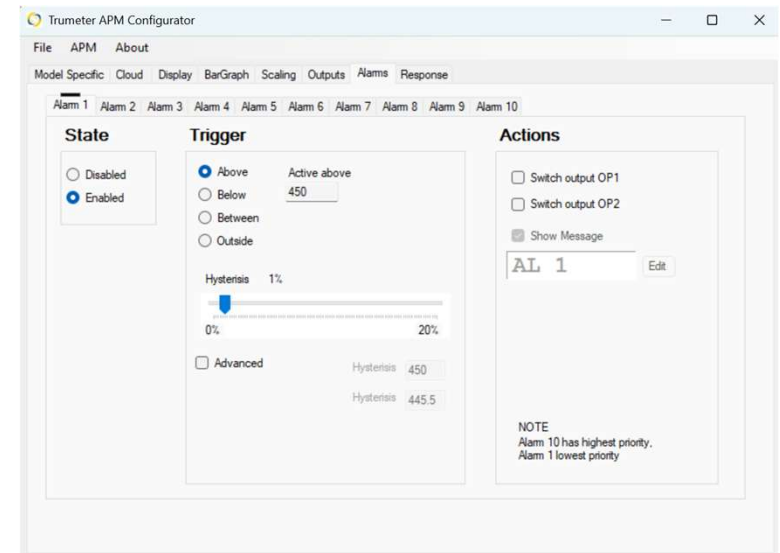 Trumeter APM Configurator
File APM About
Model Specific Cloud Display BarGraph Scaling Outputs Alarms Response
Alarm 1 Alarm 2 Alarm 3 Alarm 4 Alarm 5 Alarm 6 Alarm 7 Alarm 8 Alarm 9 Alarm 10
State
Disabled
Enabled
Trigger
Above
Below
Between
Outside
Active above
450
Hysterisis 1%
0% 20%
Advanced
Hysterisis 450
Hysterisis 445.5
Actions
Switch output OP1
Switch output OP2
Show Message
AL 1 Edit
NOTE
Alarm 10 has highest priority,
Alarm 1 lowest priority